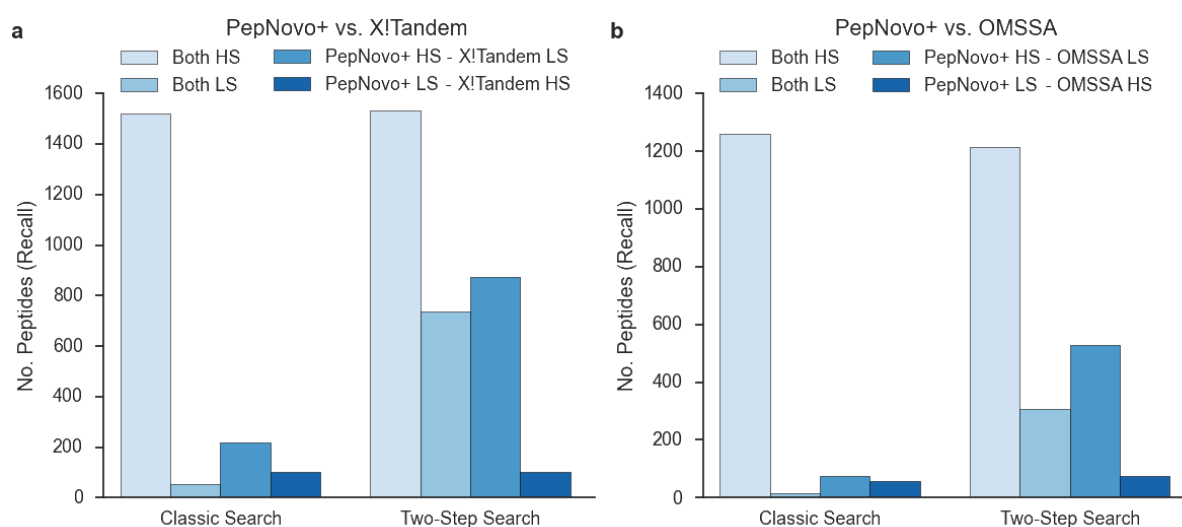 a
PepNovo+ vs. X!Tandem
Both HS
PepNovo+ HS - X!Tandem LS
Both LS
PepNovo+ LS - X!Tandem HS
No. Peptides (Recall)
1600
1400
1200
1000
800
600
400
200
0
Classic Search
Two-Step Search
b
PepNovo+ vs. OMSSA
Both HS
PepNovo+ HS - OMSSA LS
Both LS
PepNovo+ LS - OMSSA HS
No. Peptides (Recall)
1400
1200
1000
800
600
400
200
0
Classic Search
Two-Step Search